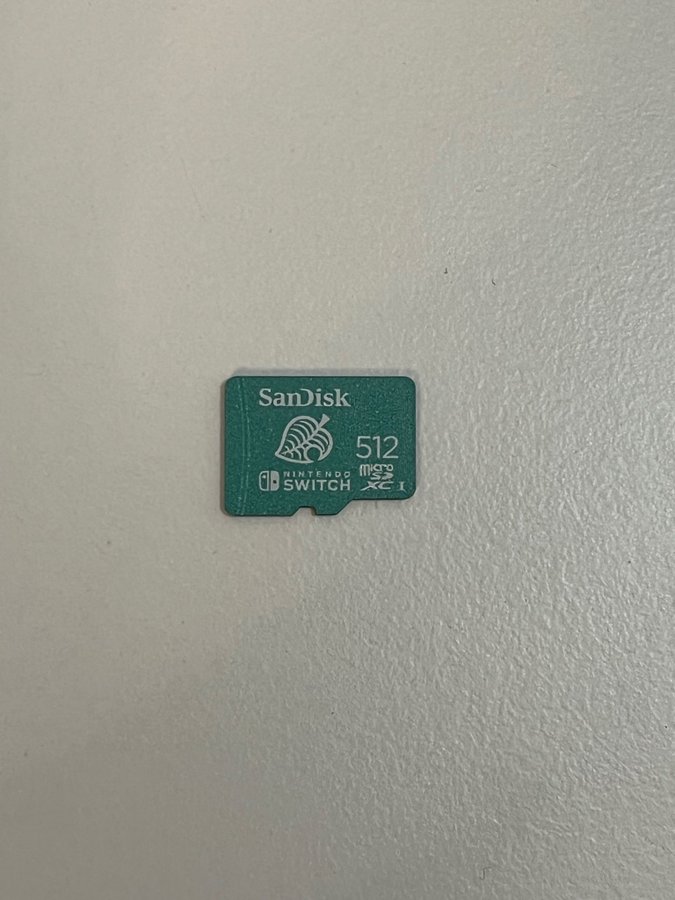 SanDisk
512
NINTENDO
SWITCH
micro
SD
XC I